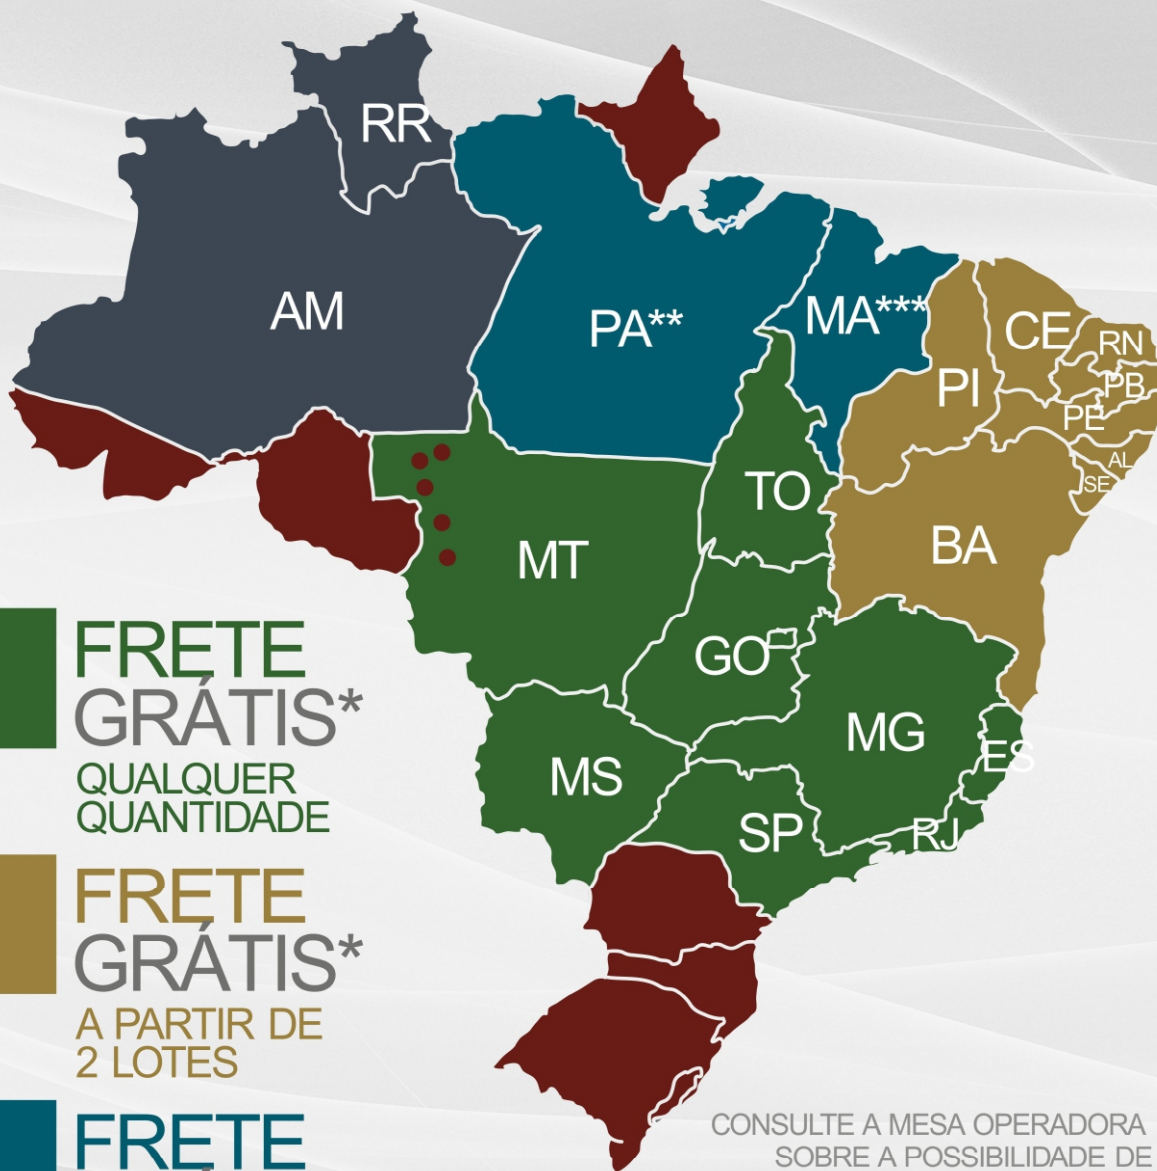 RR
AM
PA**
MA***
CE
RN
PI
PB
PE
AL
SE
TO
BA
MT
GO
MG
ES
MS
SP
RJ
FRETE
GRÁTIS*
QUALQUER
QUANTIDADE
FRETE
GRÁTIS*
A PARTIR DE
2 LOTES
FRETE
CONSULTE A MESA OPERADORA
SOBRE A POSSIBILIDADE DE